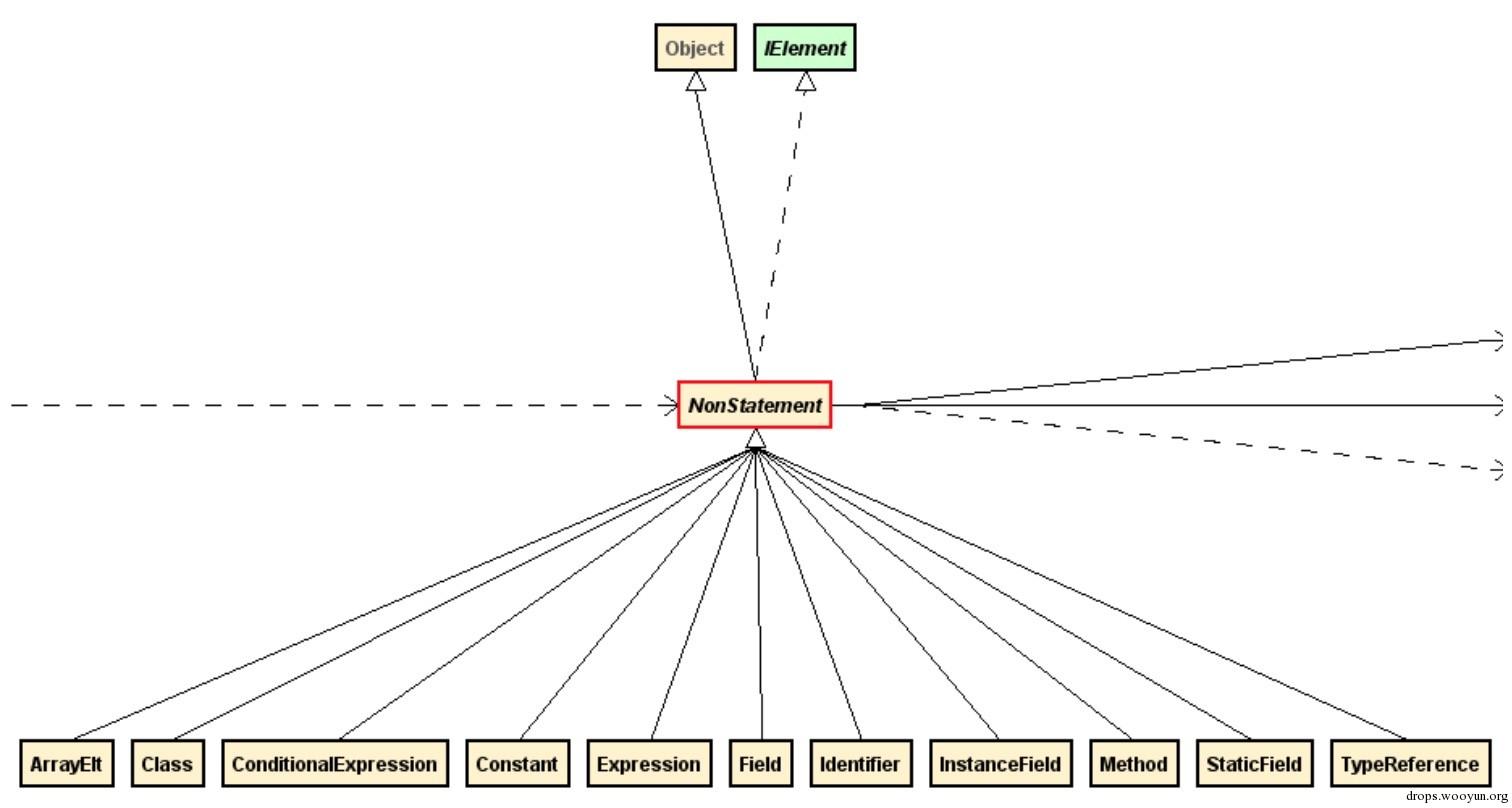 Object IElement
NonStatement
ArrayElt Class ConditionalExpression Constant Expression Field Identifier InstanceField Method StaticField TypeReference
drops.wooyun.org